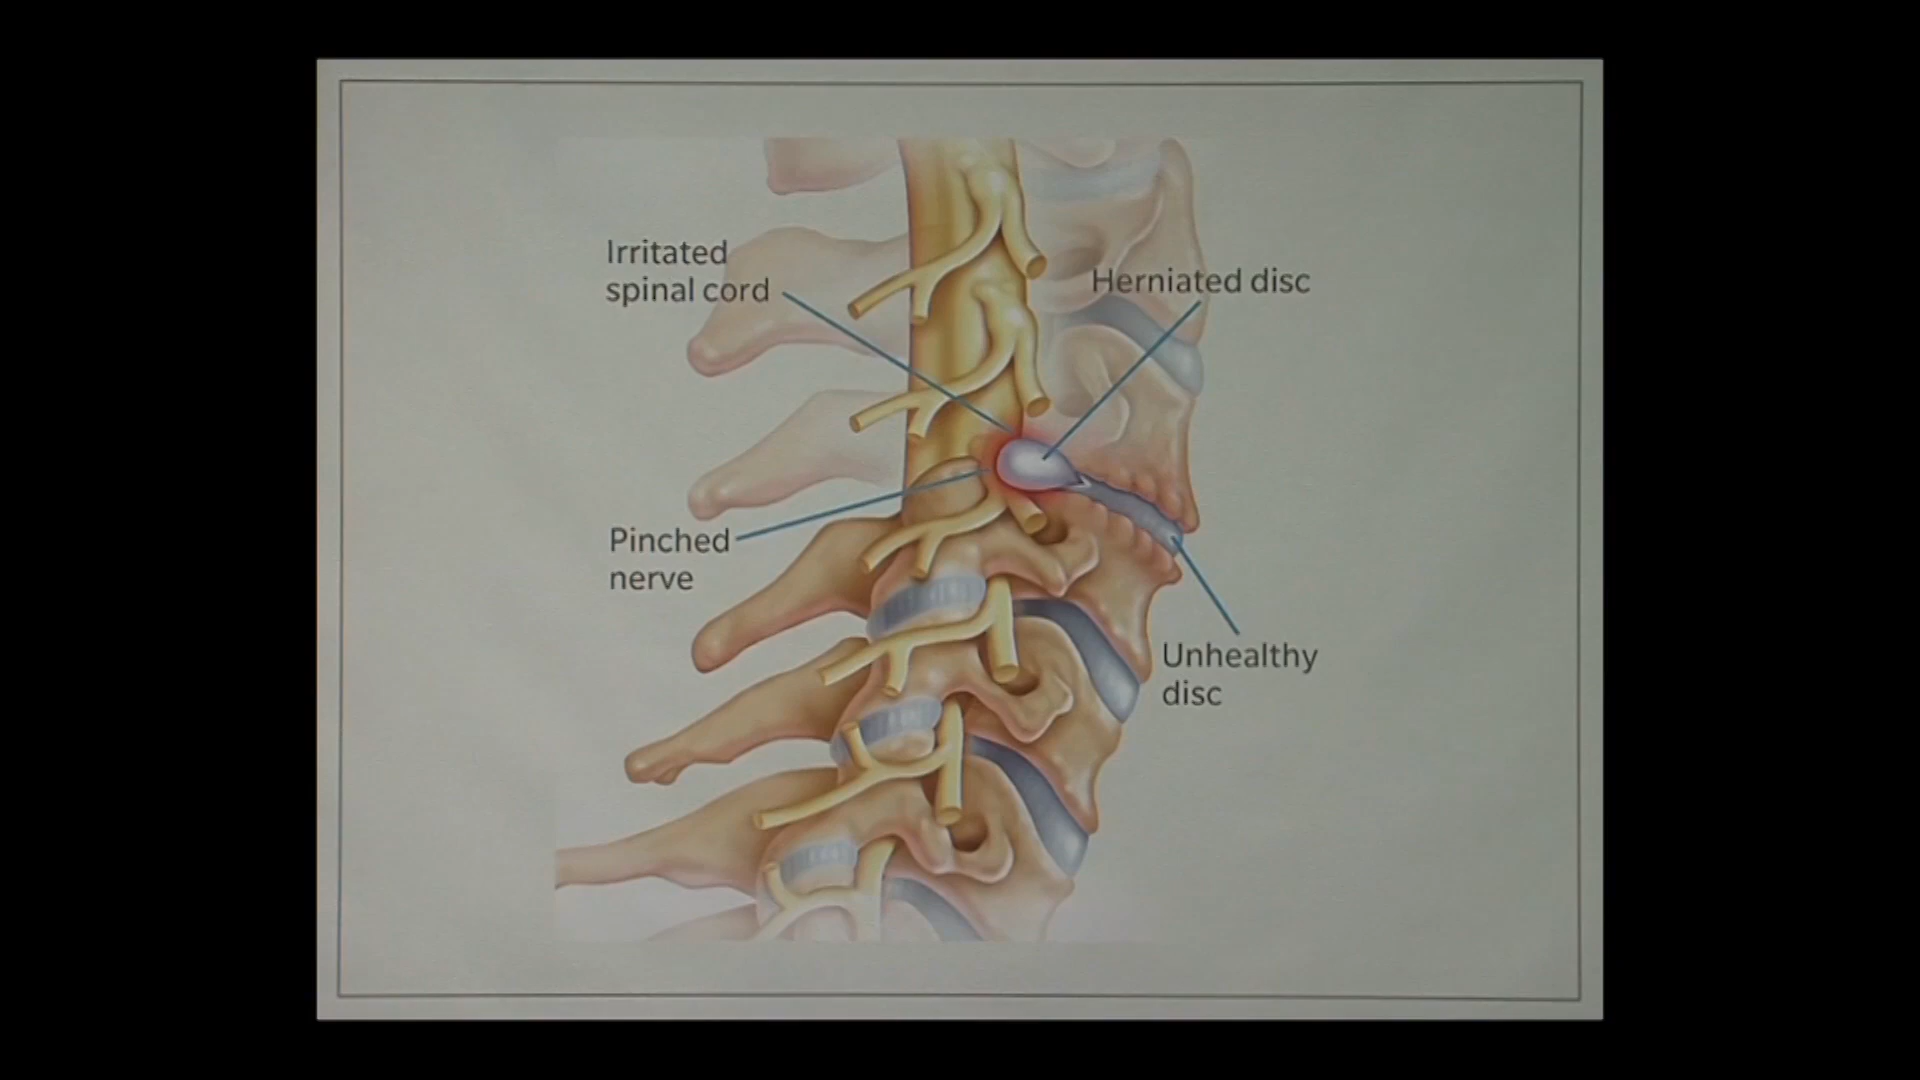 Irritated
spinal cord
Herniated disc
Pinched
nerve
Unhealthy
disc